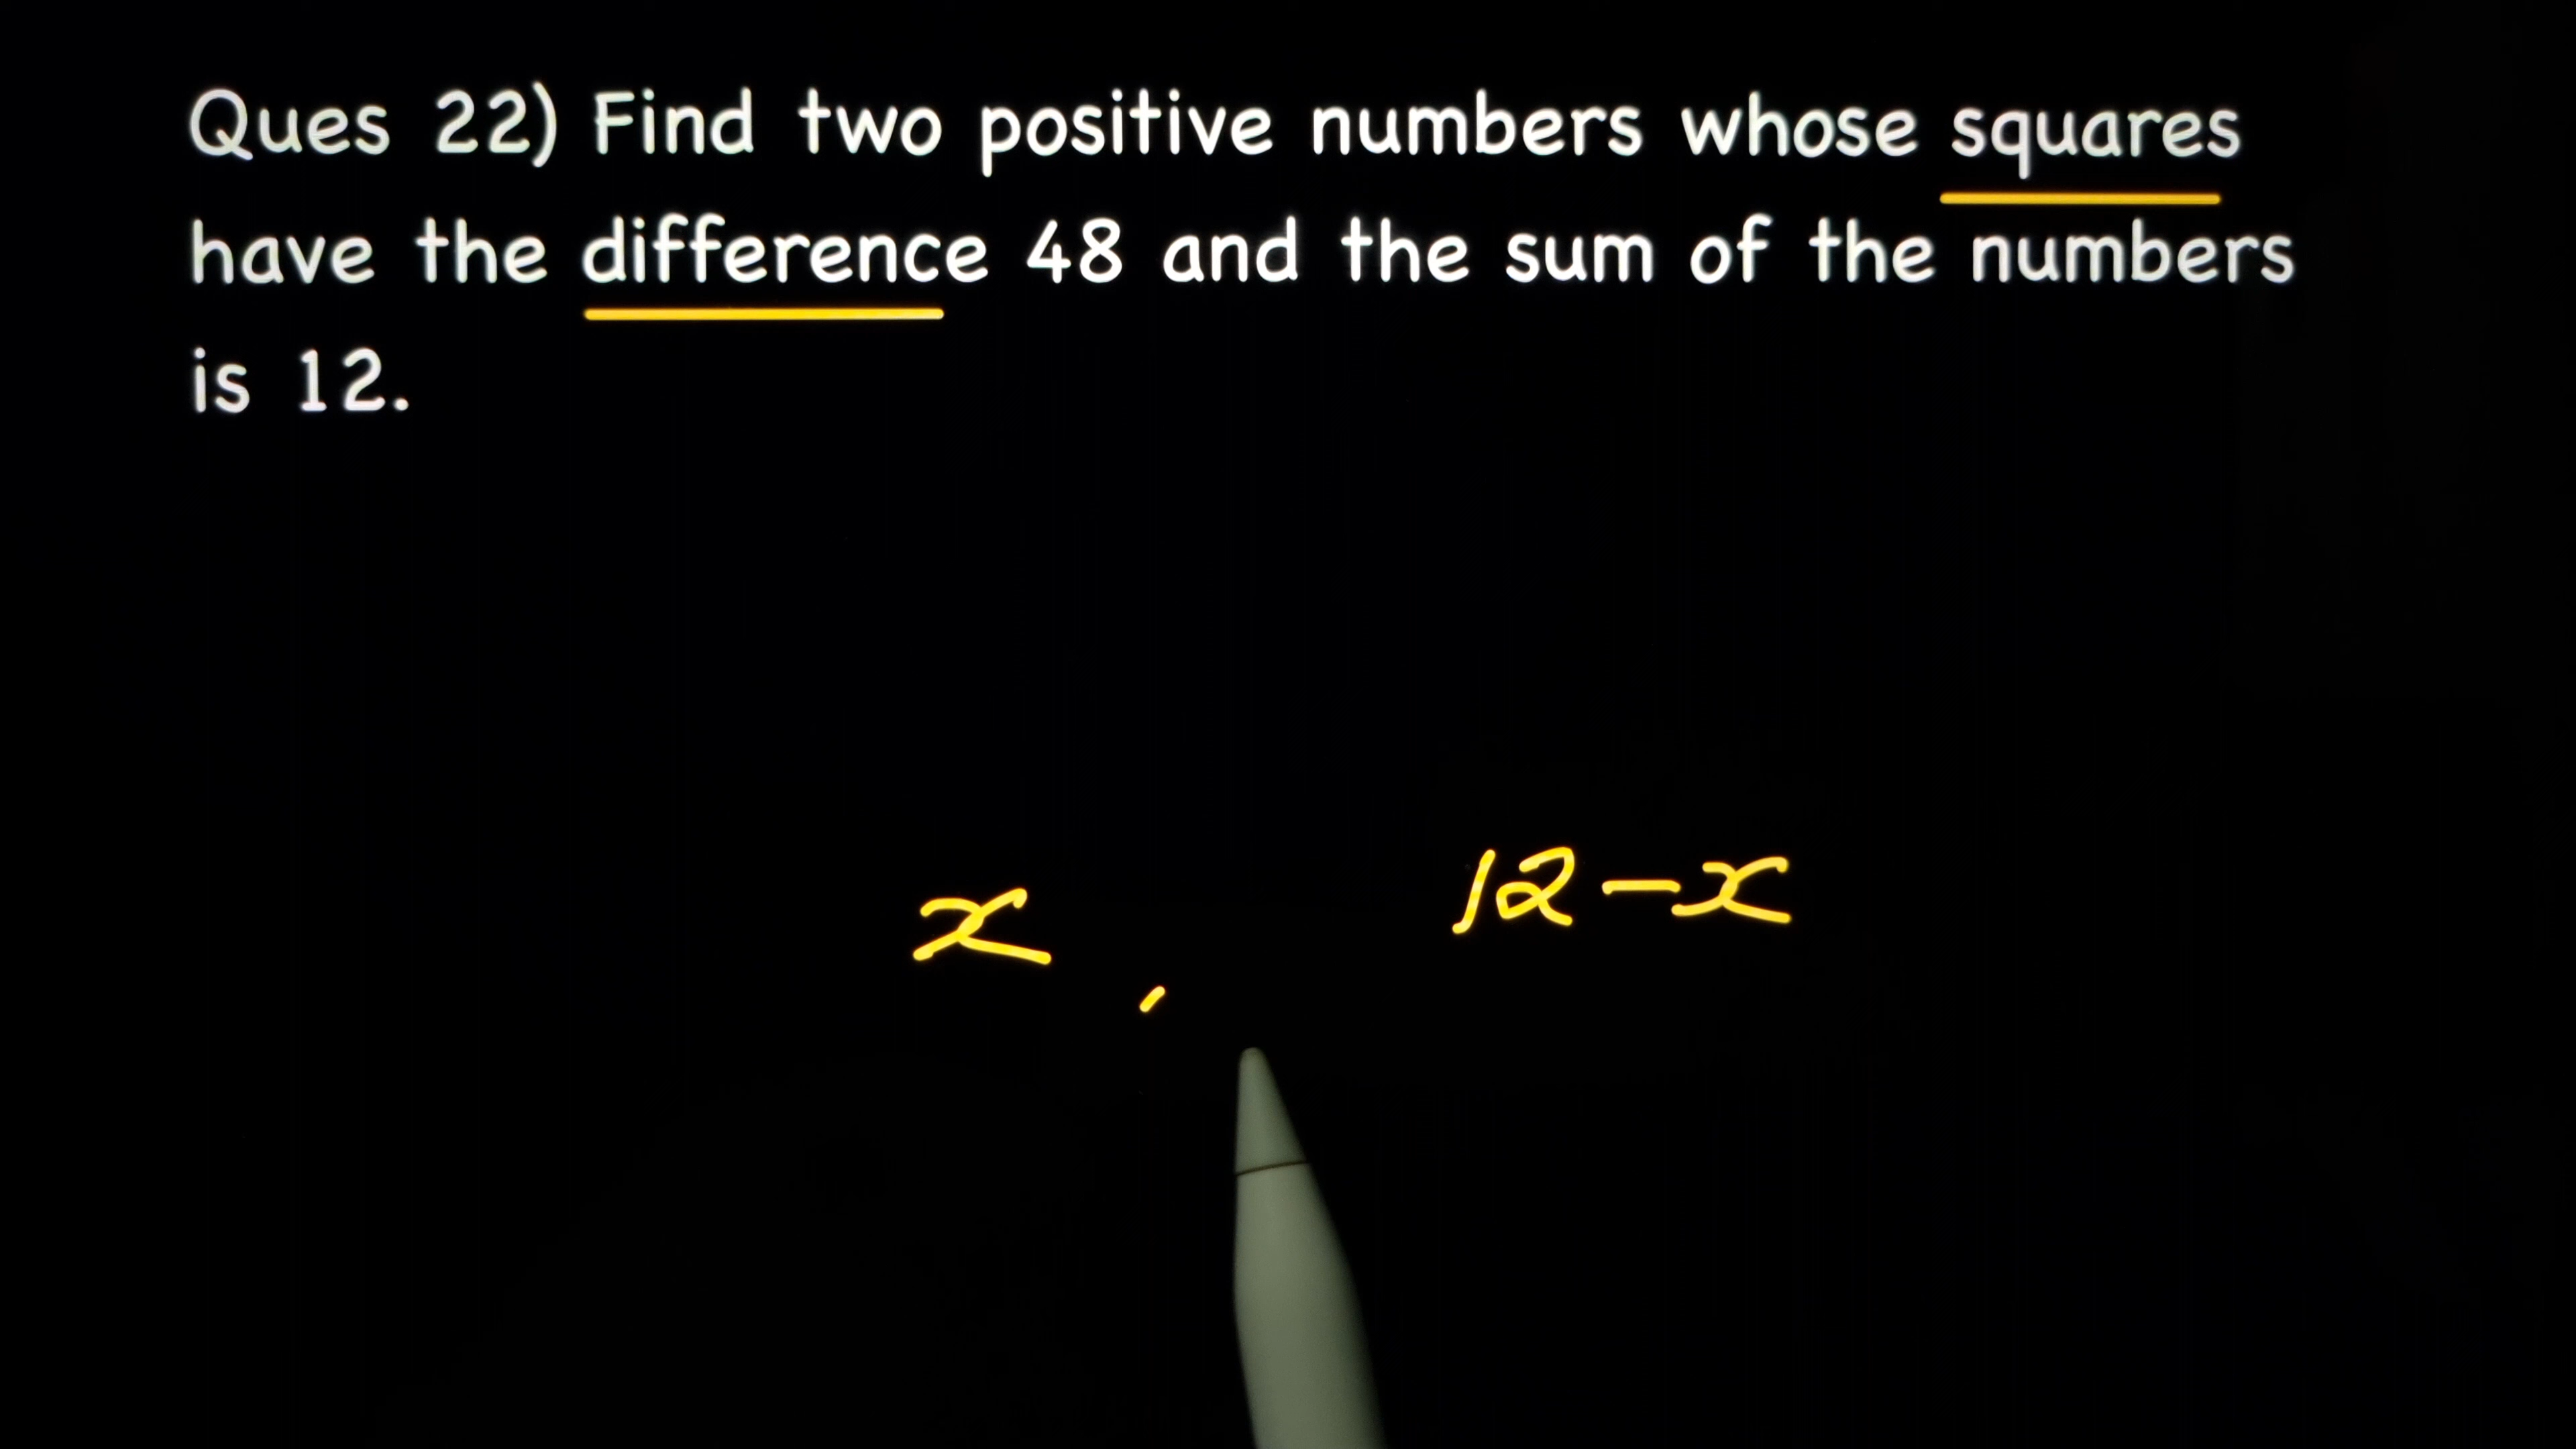 Ques 22) Find two positive numbers whose squares
have the difference 48 and the sum of the numbers
is 12.
x , 12-x